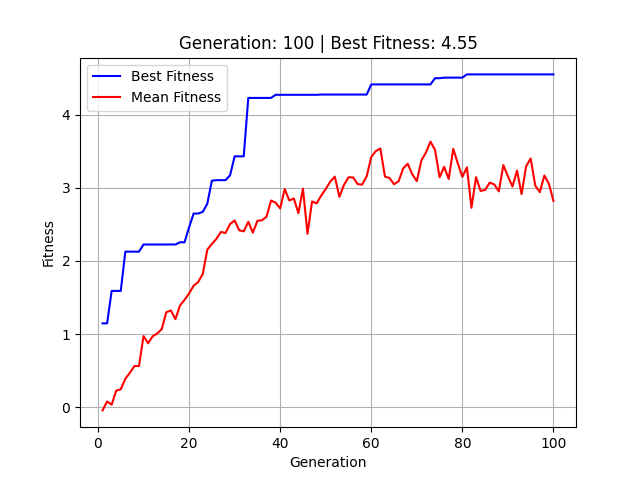 Generation: 100 | Best Fitness: 4.55
Best Fitness
Mean Fitness
Fitness
4
3
2
1
0
0 20 40 60 80 100
Generation